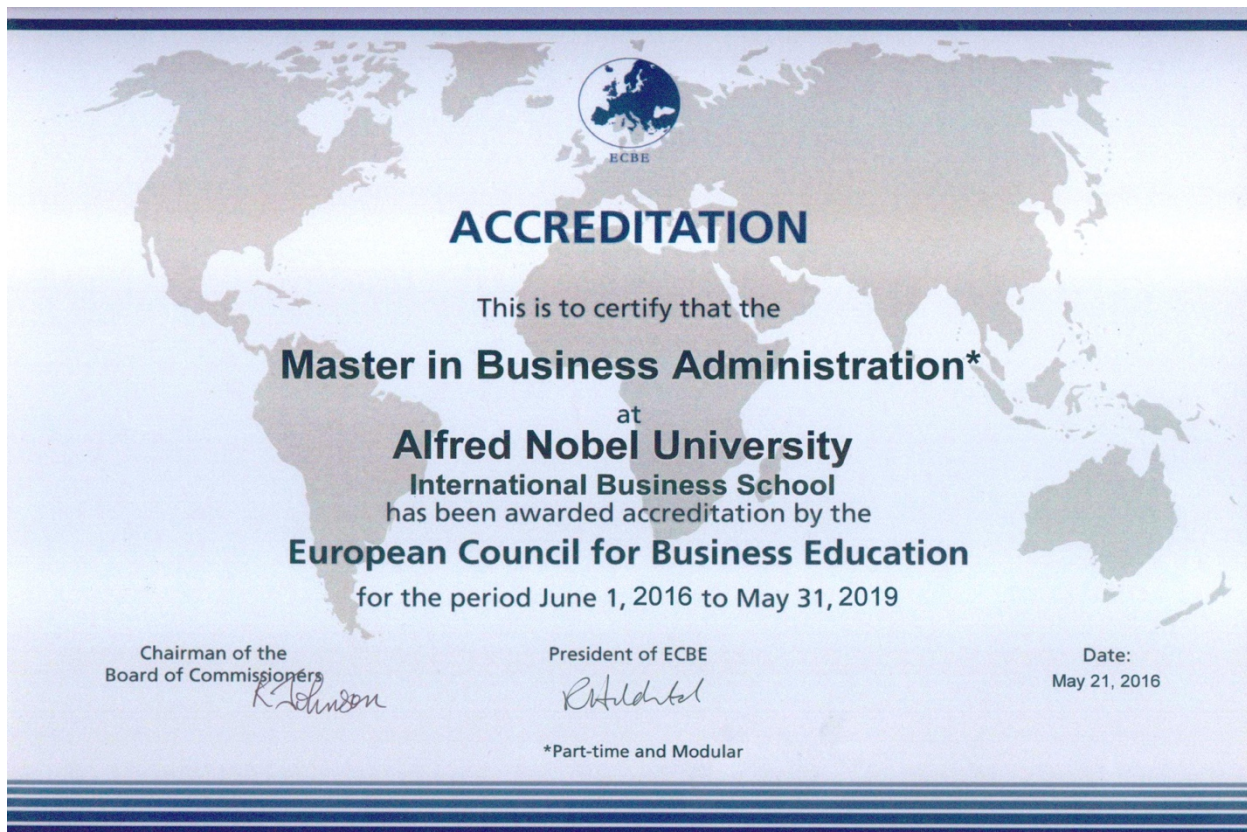 ECBE
ACCREDITATION
This is to certify that the
Master in Business Administration*
at
Alfred Nobel University
International Business School
has been awarded accreditation by the
European Council for Business Education
for the period June 1, 2016 to May 31, 2019
Chairman of the
Board of Commissioners
K Johnson
President of ECBE
Date:
May 21, 2016
*Part-time and Modular